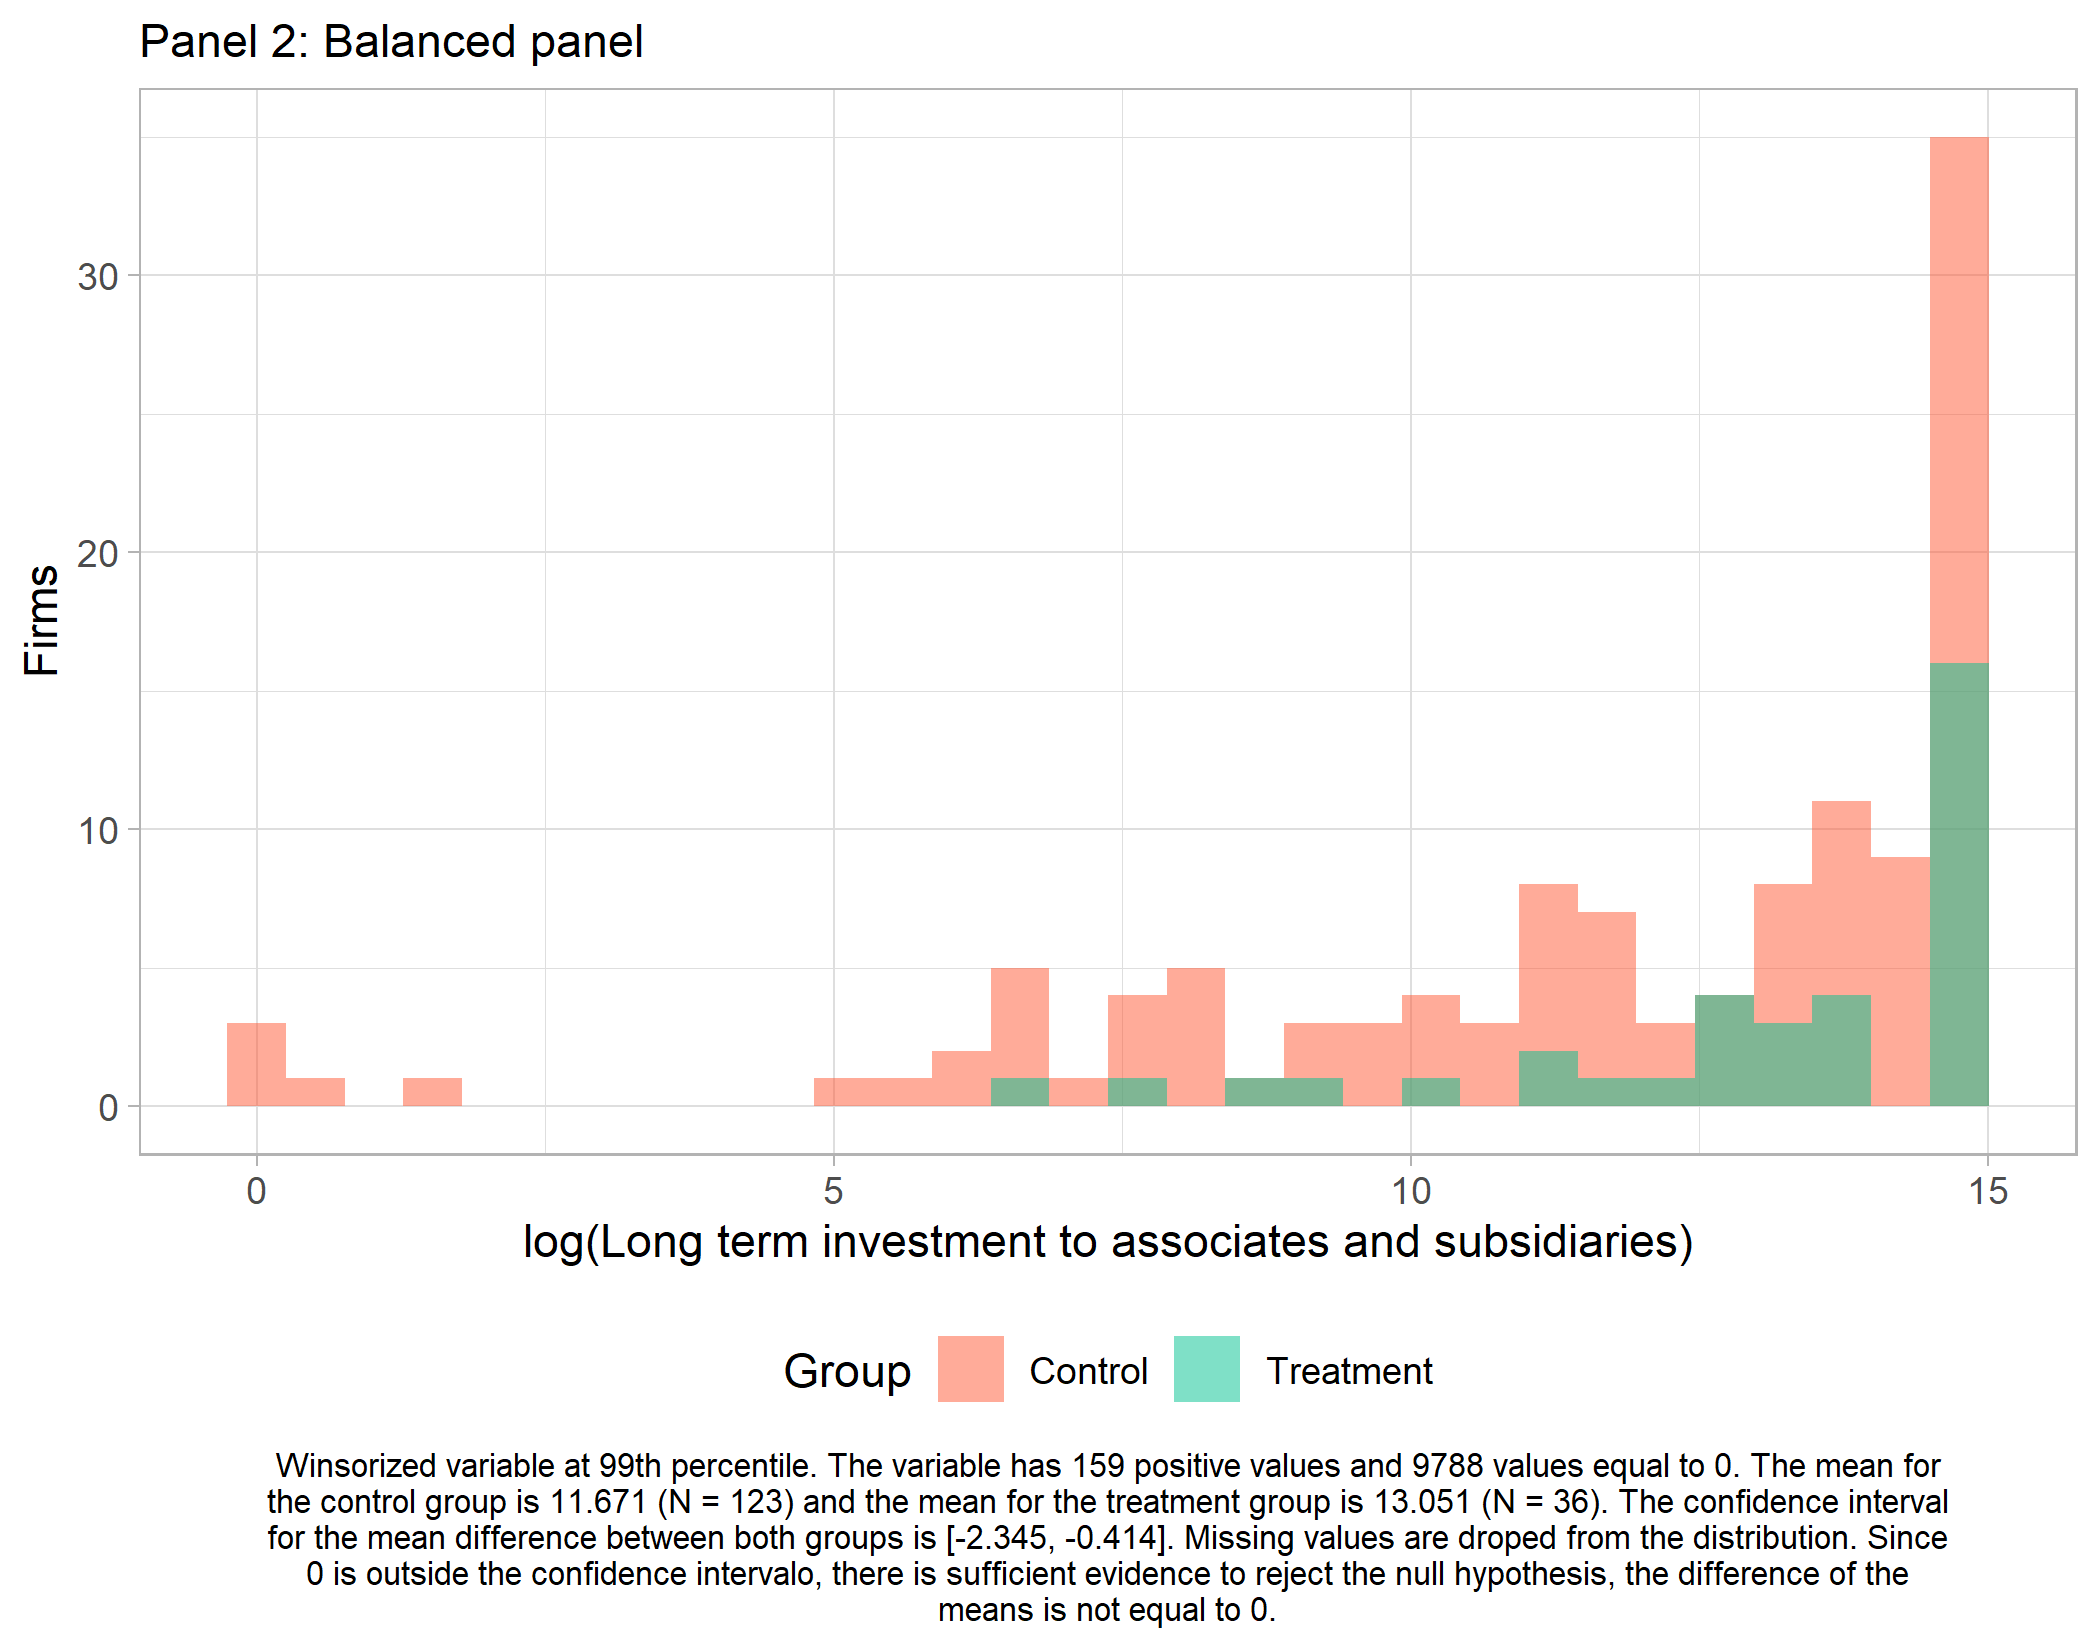 Panel 2: Balanced panel
30
20
10
0
Firms
0 5 10 15
log(Long term investment to associates and subsidiaries)
Group Control Treatment
Winsorized variable at 99th percentile. The variable has 159 positive values and 9788 values equal to 0. The mean for
the control group is 11.671 (N = 123) and the mean for the treatment group is 13.051 (N = 36). The confidence interval
for the mean difference between both groups is [-2.345, -0.414]. Missing values are droped from the distribution. Since
0 is outside the confidence intervalo, there is sufficient evidence to reject the null hypothesis, the difference of the
means is not equal to 0.